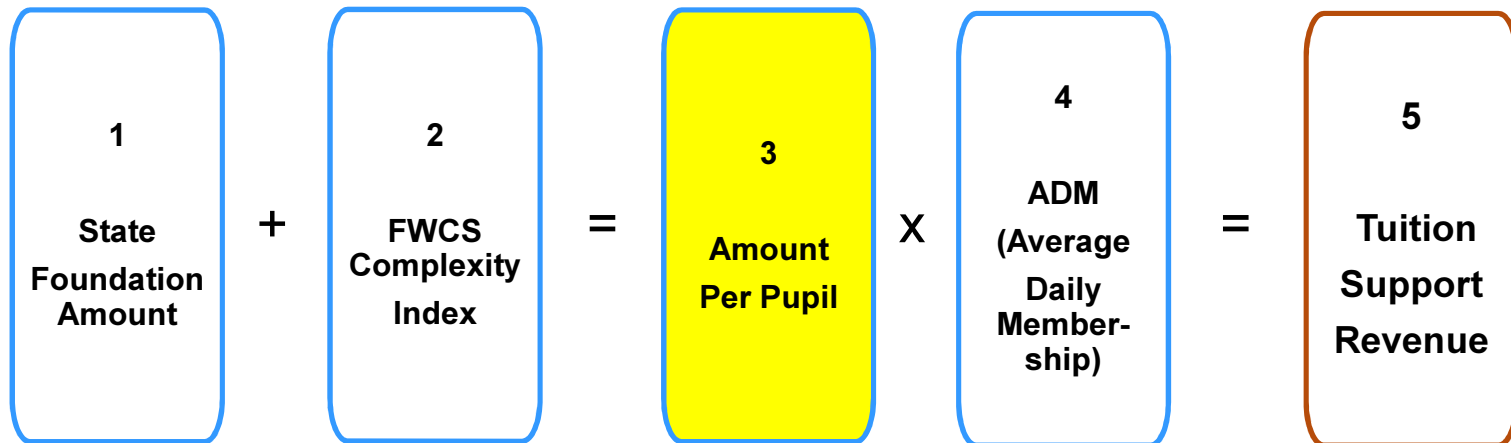 1
State
Foundation
Amount
+
2
FWCS
Complexity
Index
=
3
Amount
Per Pupil
x
4
ADM
(Average
Daily
Member-
ship)
=
5
Tuition
Support
Revenue